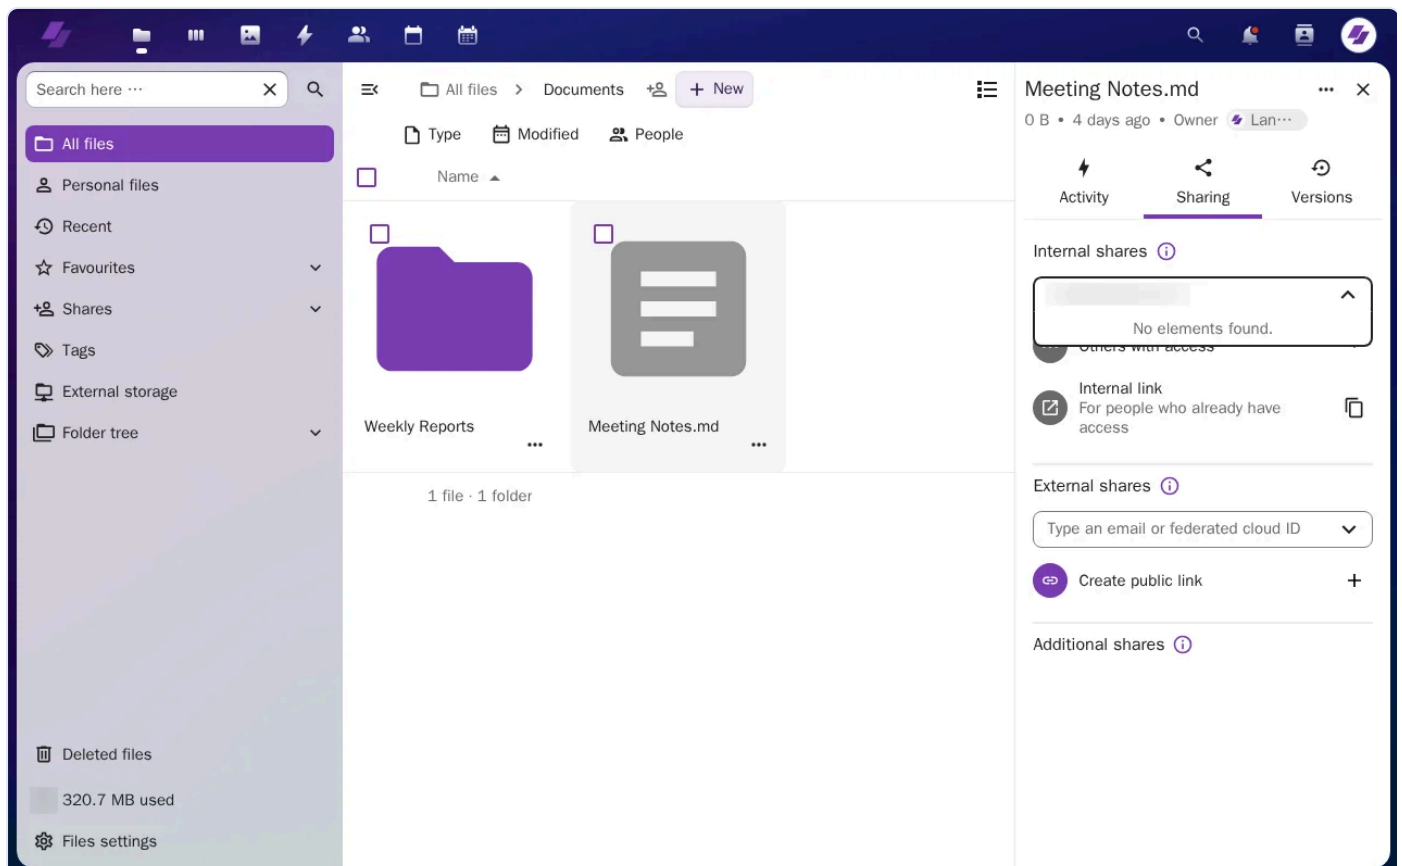 Search here ···
All files
Personal files
Recent
Favourites
Shares
Tags
External storage
Folder tree
Deleted files
320.7 MB used
Files settings
All files
Documents
New
Type
Modified
People
Name
Weekly Reports
Meeting Notes.md
1 file · 1 folder
Meeting Notes.md
0 B • 4 days ago • Owner Lan···
Activity
Sharing
Versions
Internal shares
No elements found.
Others with access
Internal link
For people who already have
access
External shares
Type an email or federated cloud ID
Create public link
Additional shares